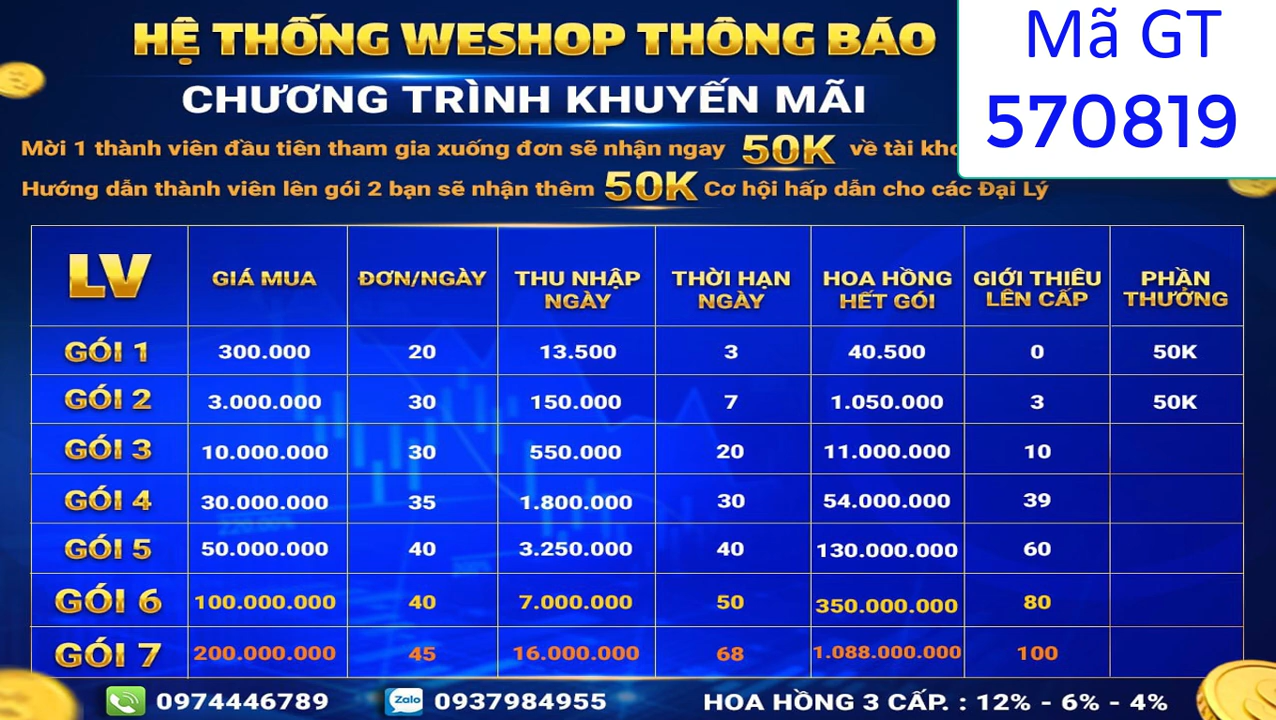 HỆ THỐNG WESHOP THÔNG BÁO
CHƯƠNG TRÌNH KHUYẾN MÃI
Mã GT
570819
Mời 1 thành viên đầu tiên tham gia xuống đơn sẽ nhận ngay 50K về tài
Hướng dẫn thành viên lên gói 2 bạn sẽ nhận thêm 50K Cơ hội hấp dẫn cho các Đại Lý
LV GIÁ MUA ĐƠN/NGÀY THU NHẬP NGÀY THỜI HẠN NGÀY HOA HỒNG HẾT GÓI GIỚI THIỆU LÊN CẤP PHẦN THƯỞNG
GÓI 1 300.000 20 13.500 3 40.500 0 50K
GÓI 2 3.000.000 30 150.000 7 1.050.000 3 50K
GÓI 3 10.000.000 30 550.000 20 11.000.000 10
GÓI 4 30.000.000 35 1.800.000 30 54.000.000 39
GÓI 5 50.000.000 40 3.250.000 40 130.000.000 60
GÓI 6 100.000.000 40 7.000.000 50 350.000.000 80
GÓI 7 200.000.000 45 16.000.000 68 1.088.000.000 100
0974446789 Zalo 0937984955 HOA HỒNG 3 CẤP. : 12% - 6% - 4%